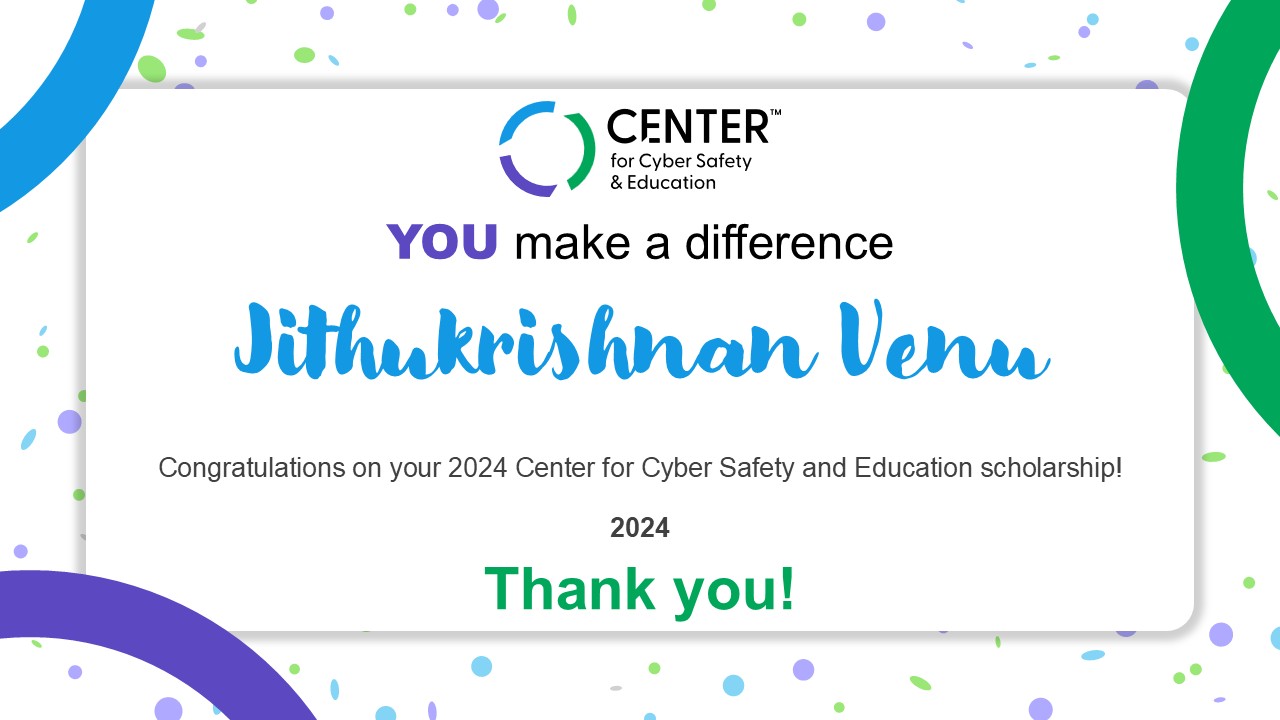 CENTER™
for Cyber Safety
& Education
YOU make a difference
Jithukrishnan Venu
Congratulations on your 2024 Center for Cyber Safety and Education scholarship!
2024
Thank you!